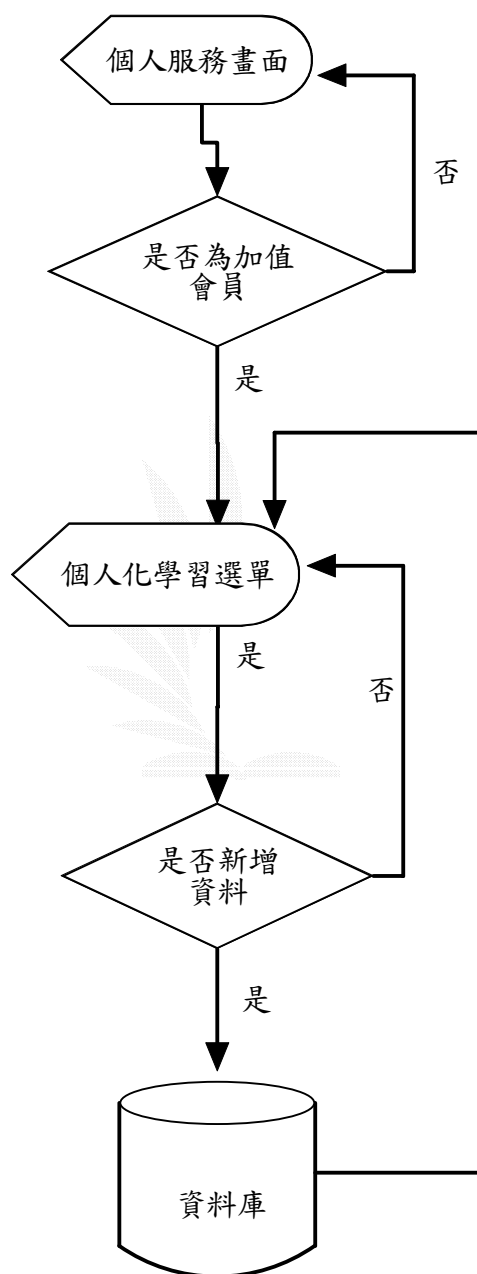 個人服務畫面
否
是否為加值
會員
是
個人化學習選單
是
否
是否新增
資料
是
資料庫